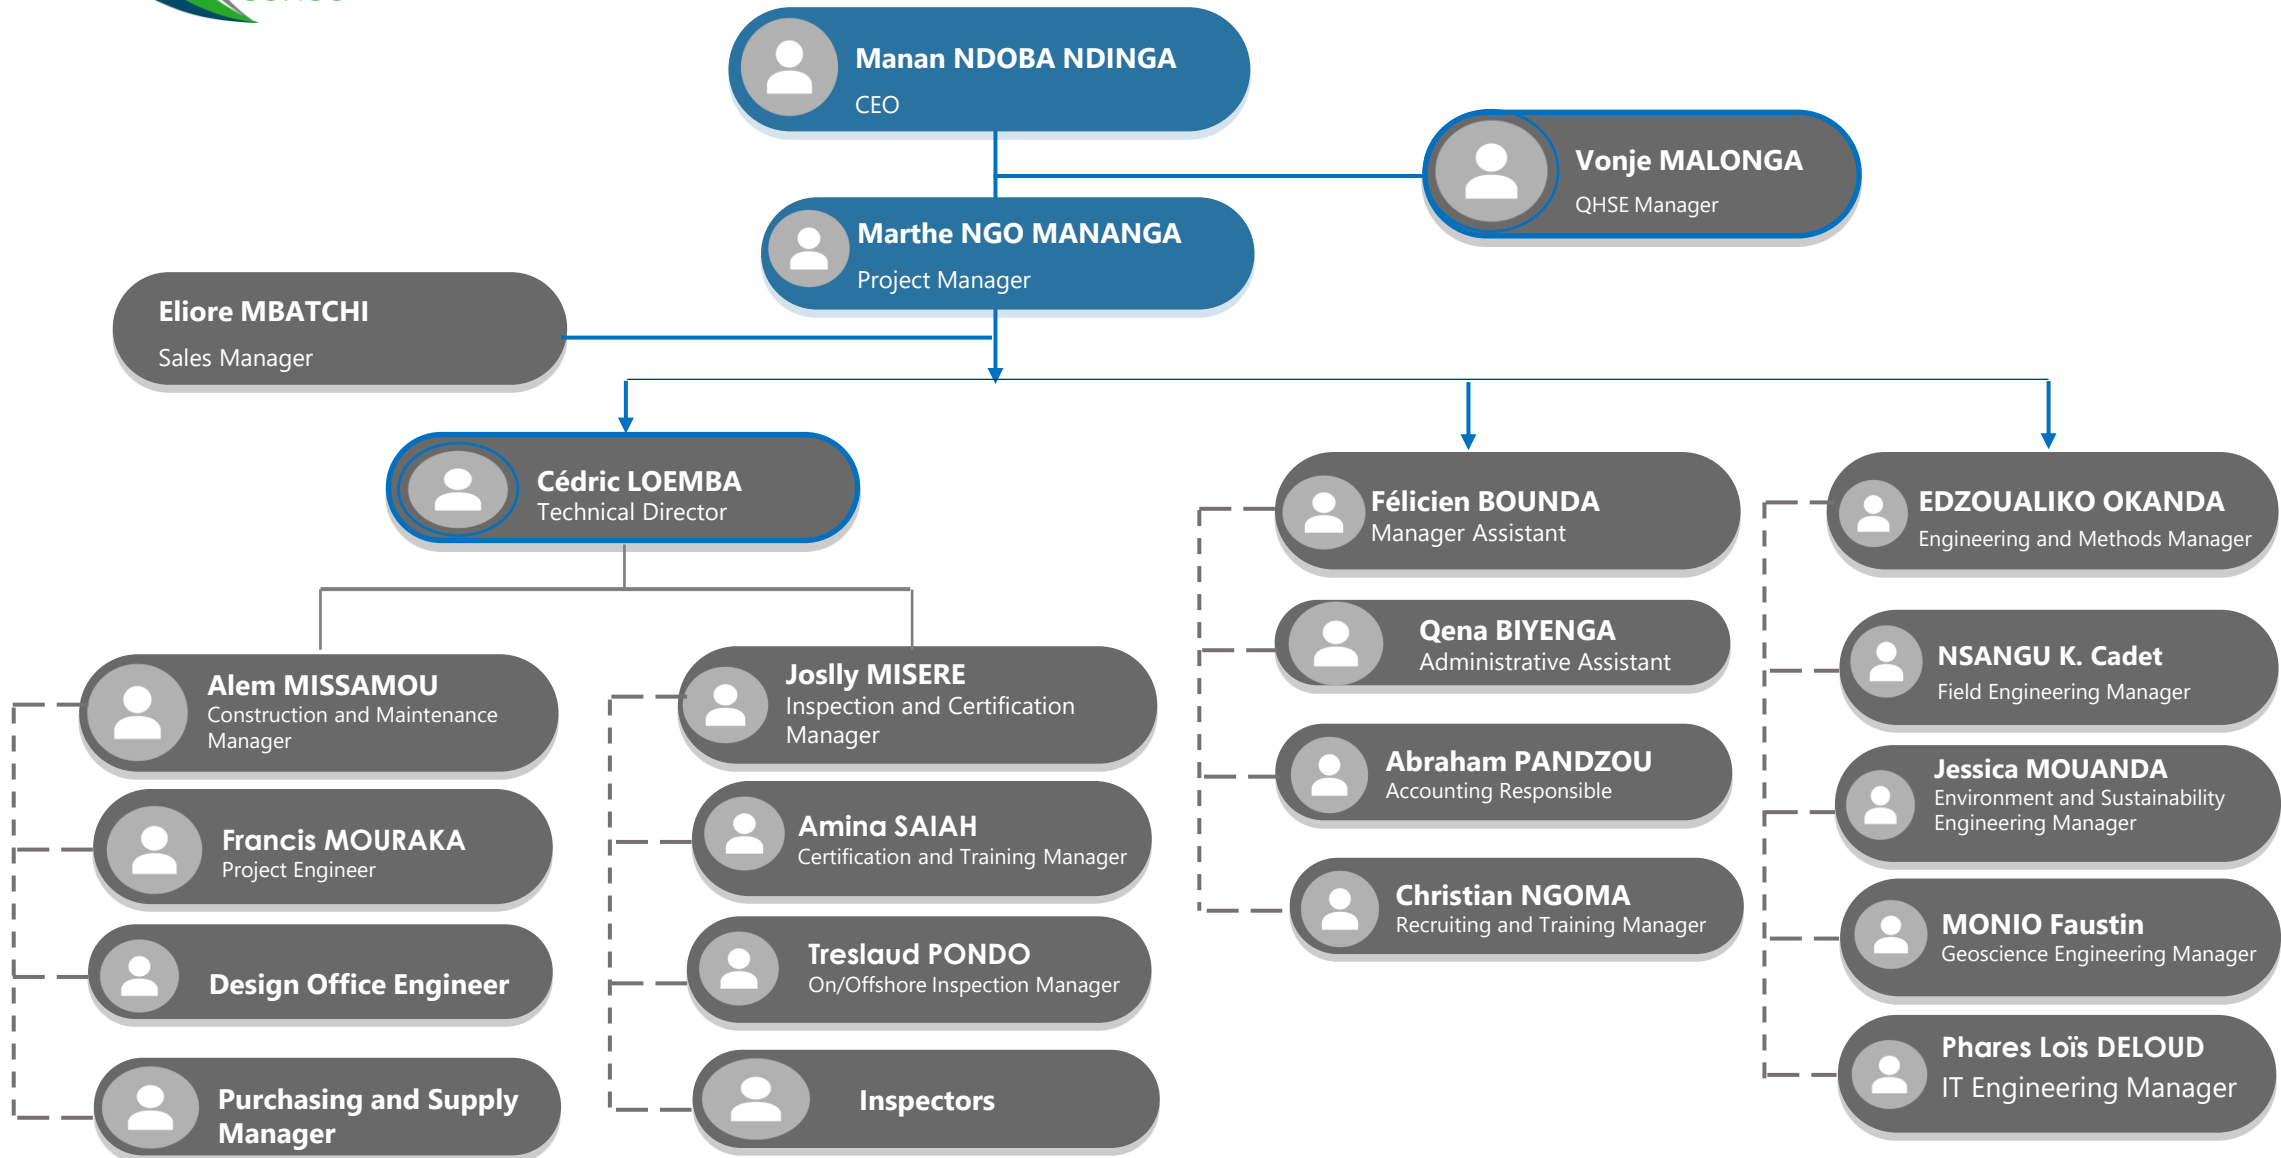 Manan NDOBA NDINGA
CEO
Vonje MALONGA
QHSE Manager
Marthe NGO MANANGA
Project Manager
Eliore MBATCHI
Sales Manager
Cédric LOEMBA
Technical Director
Félicien BOUNDA
Manager Assistant
EDZOUALIKO OKANDA
Engineering and Methods Manager
Alem MISSAMOU
Construction and Maintenance
Manager
Francis MOURAKA
Project Engineer
Design Office Engineer
Purchasing and Supply
Manager
Joslly MISERE
Inspection and Certification
Manager
Amina SAIAH
Certification and Training Manager
Treslaud PONDO
On/Offshore Inspection Manager
Inspectors
Qena BIYENGA
Administrative Assistant
Abraham PANDZOU
Accounting Responsible
Christian NGOMA
Recruiting and Training Manager
NSANGU K. Cadet
Field Engineering Manager
Jessica MOUANDA
Environment and Sustainability
Engineering Manager
MONIO Faustin
Geoscience Engineering Manager
Phares Loïs DELOUD
IT Engineering Manager